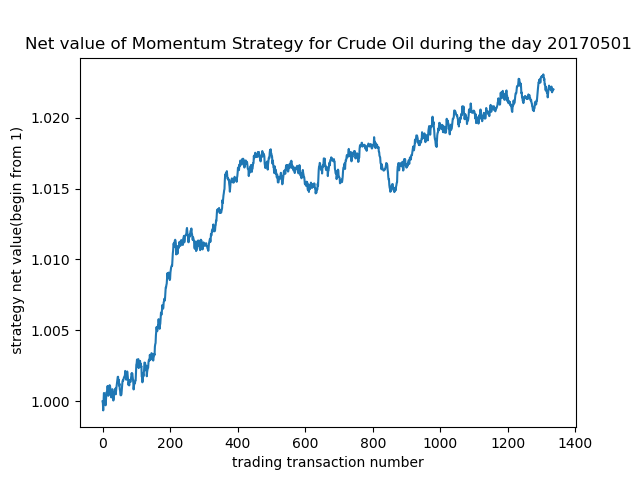 Net value of Momentum Strategy for Crude Oil during the day 20170501
1.020
1.015
1.010
1.005
1.000
strategy net value(begin from 1)
0 200 400 600 800 1000 1200 1400
trading transaction number